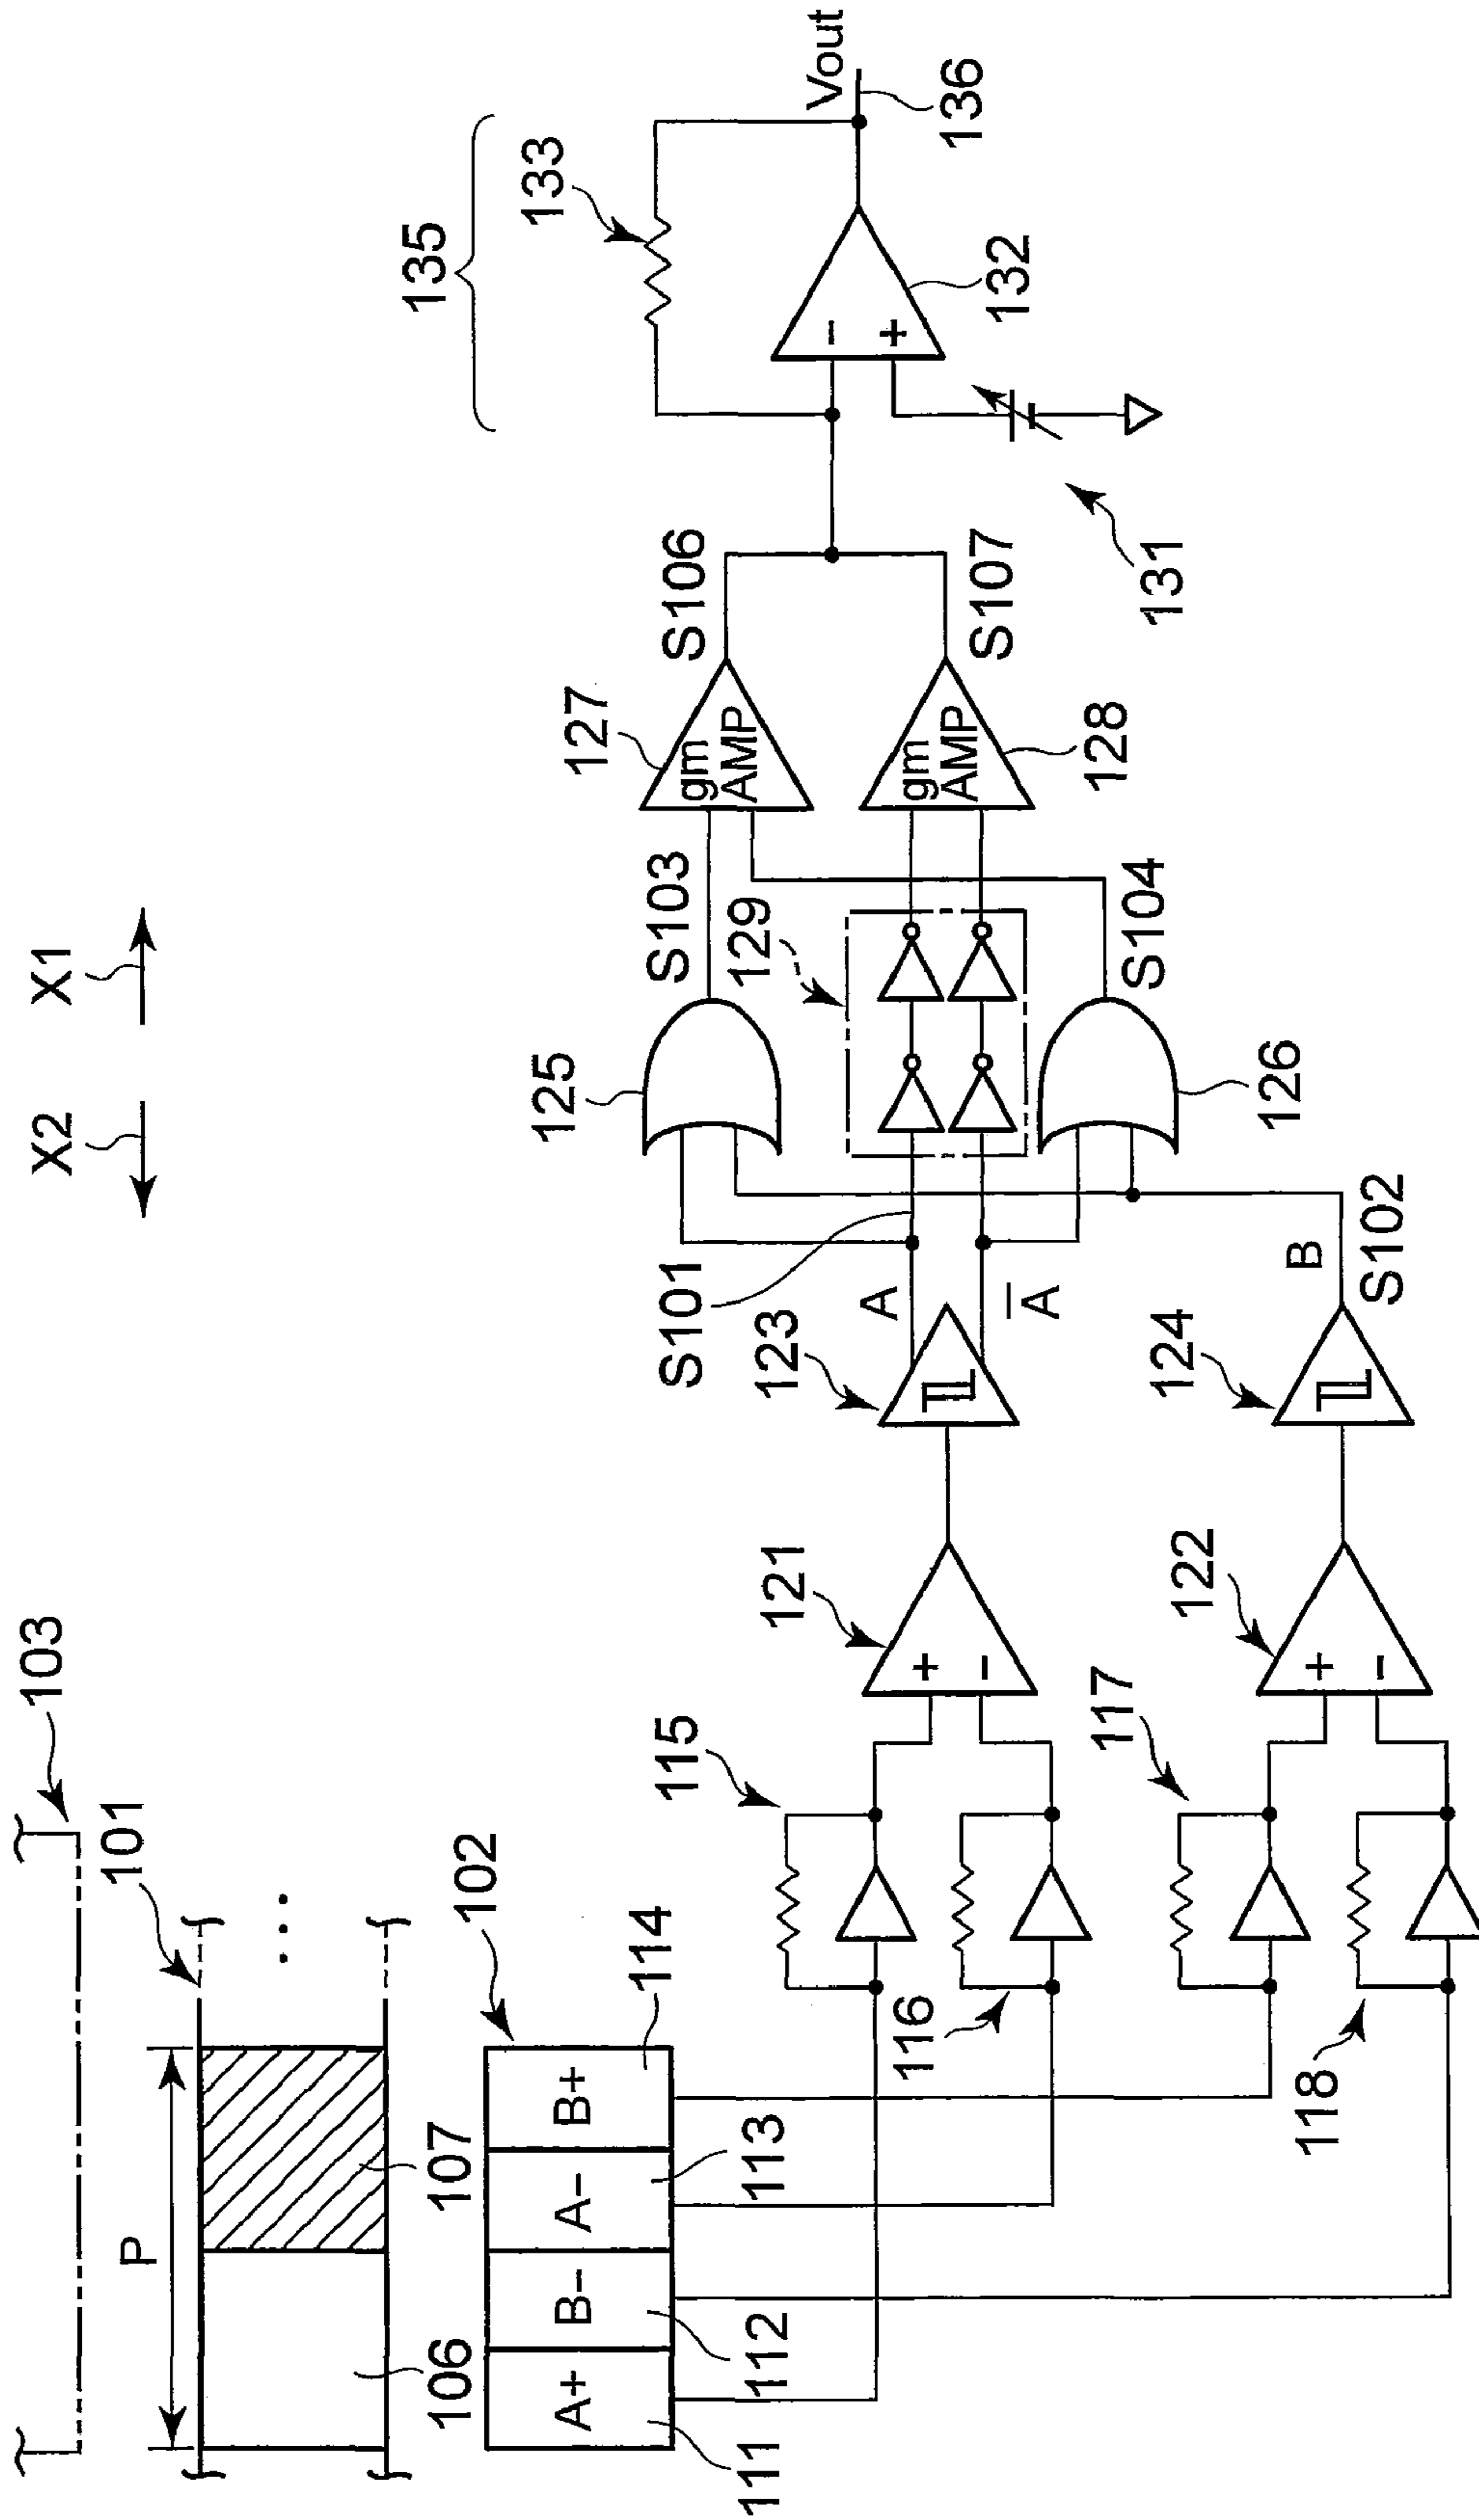 X2
X1
103
101
P
106
107
102
A+
B-
A-
B+
111
112
113
114
115
116
117
118
+
-
121
+
-
122
123
124
S101
A
A̅
B
S102
125
126
129
S103
S104
127
gm
AMP
S106
128
gm
AMP
S107
131
135
133
-
+
132
Vout
136